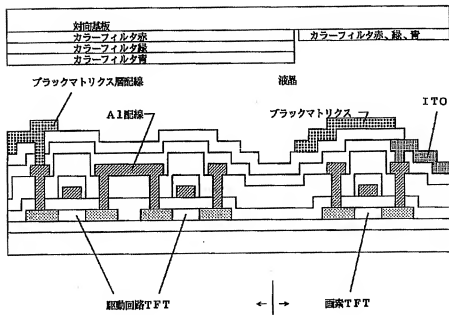 対向基板
カラーフィルタ赤
カラーフィルタ赤、緑、青
カラーフィルタ緑
カラーフィルタ青
ブラックマトリクス層配線
液晶
Al配線
ブラックマトリクス
ITO
駆動回路TFT
←
→
画素TFT